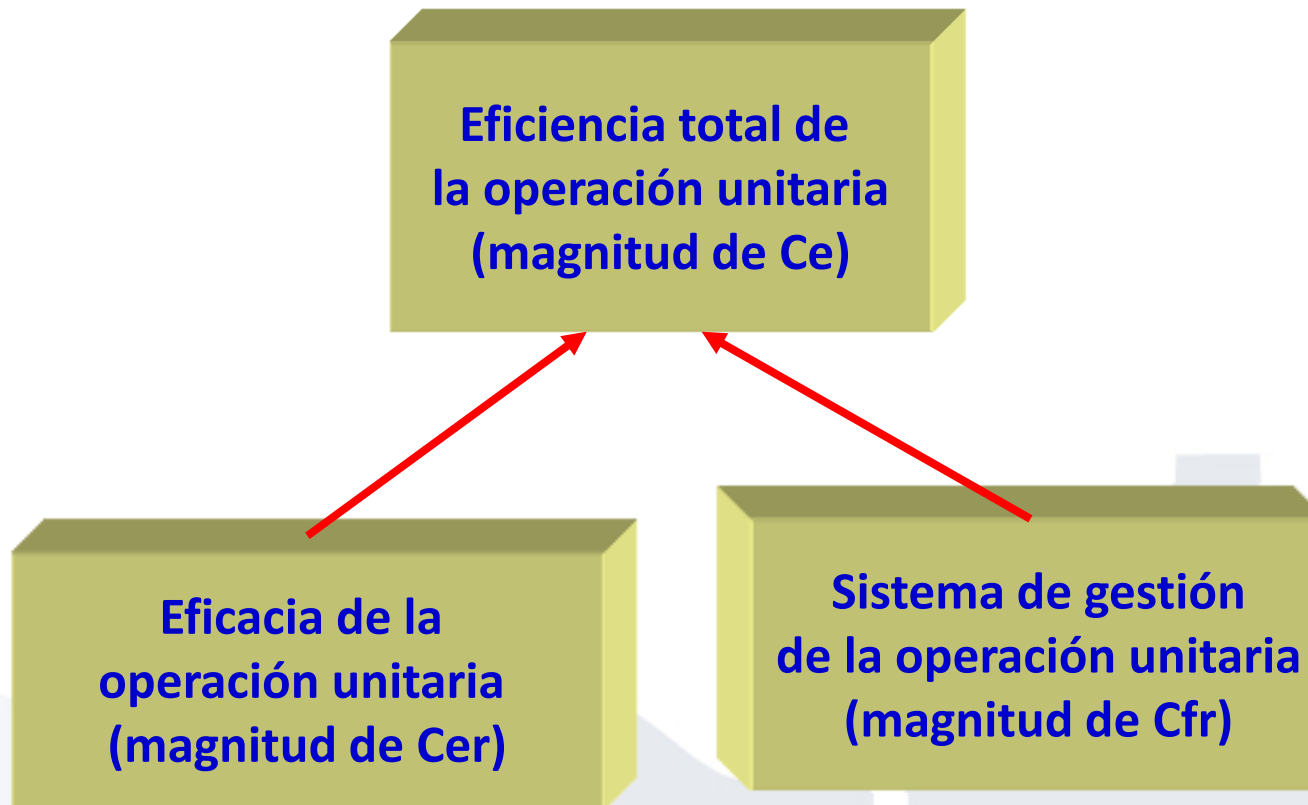 Eficiencia total de
la operación unitaria
(magnitud de Ce)
Eficacia de la
operación unitaria
(magnitud de Cer)
Sistema de gestión
de la operación unitaria
(magnitud de Cfr)